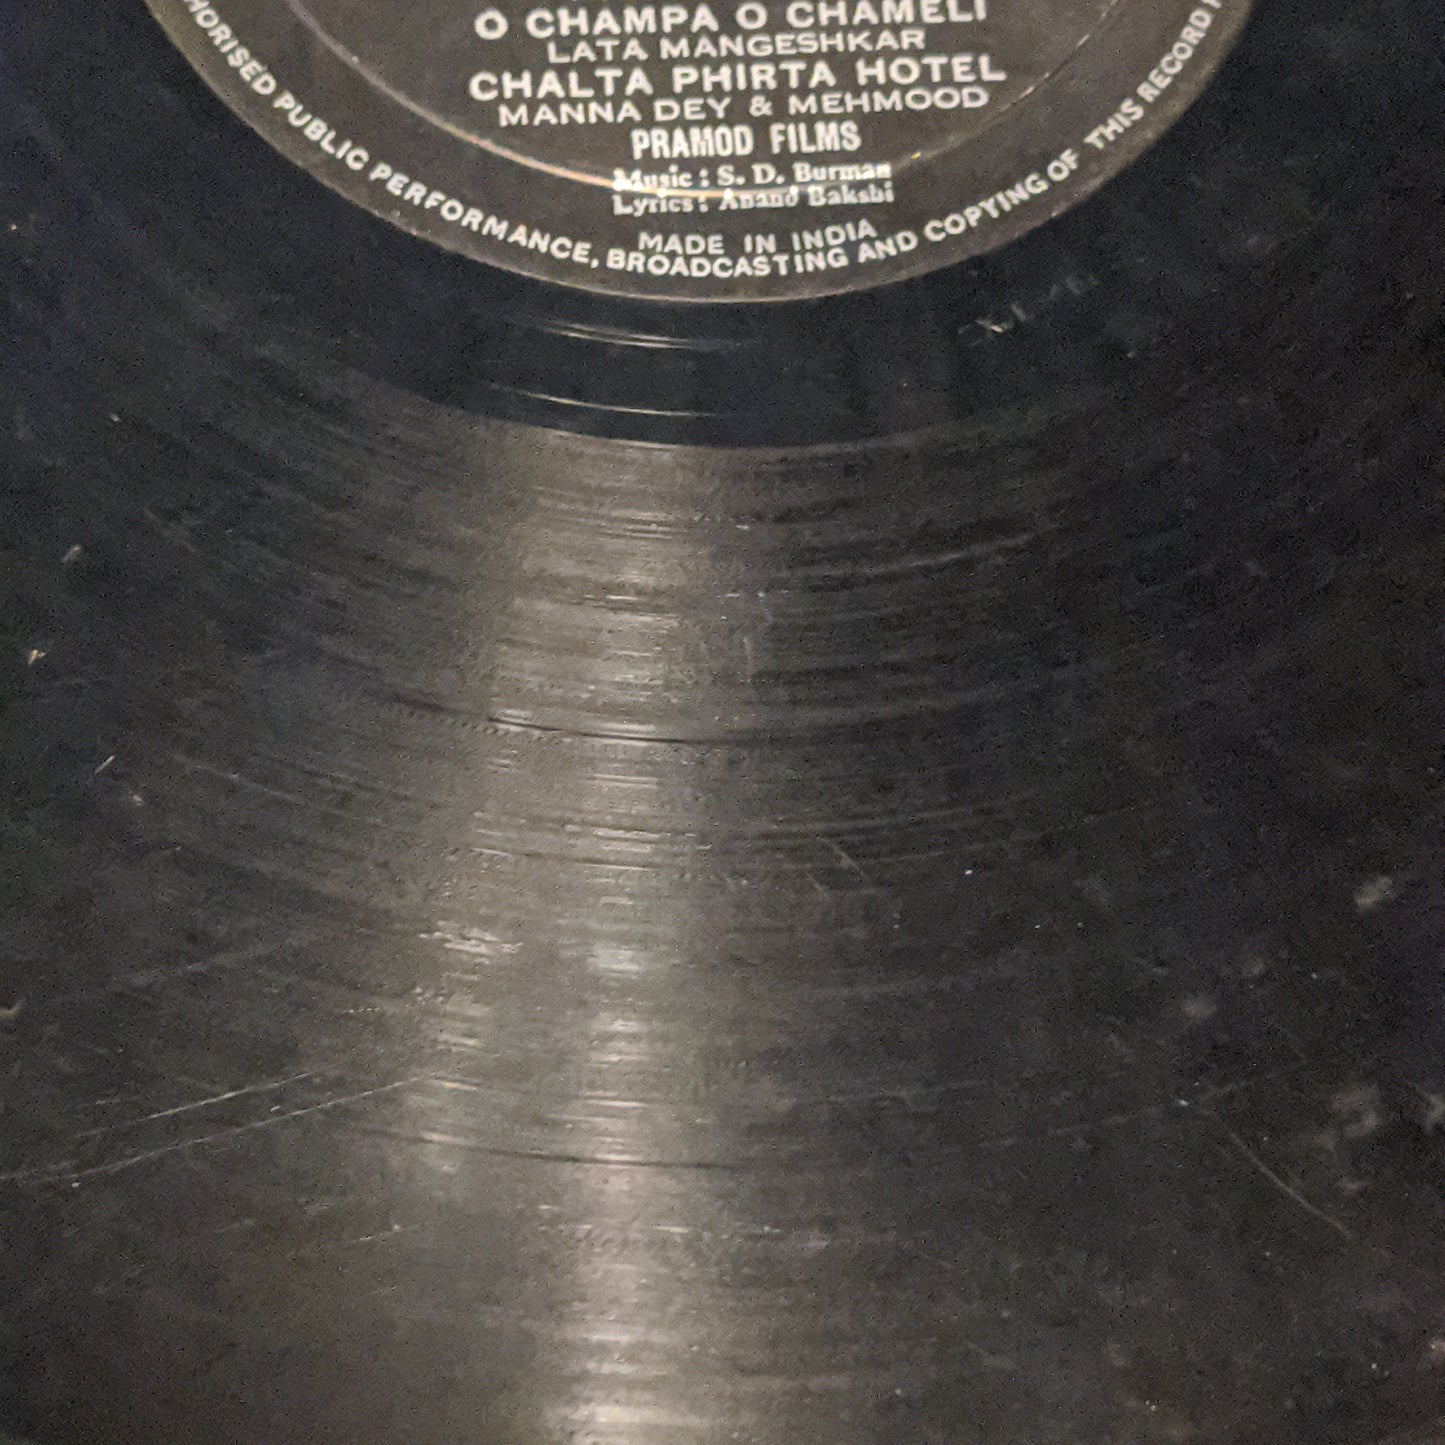 O CHAMPA O CHAMELI
LATA MANGESHKAR
CHALTA PHIRTA HOTEL
MANNA DEY & MEHMOOD
PRAMOD FILMS
Music : S. D. Burman
Lyrics : Anand Bakshi
MADE IN INDIA
HORISED PUBLIC PERFORMANCE, BROADCASTING AND COPYING OF THIS RECORD